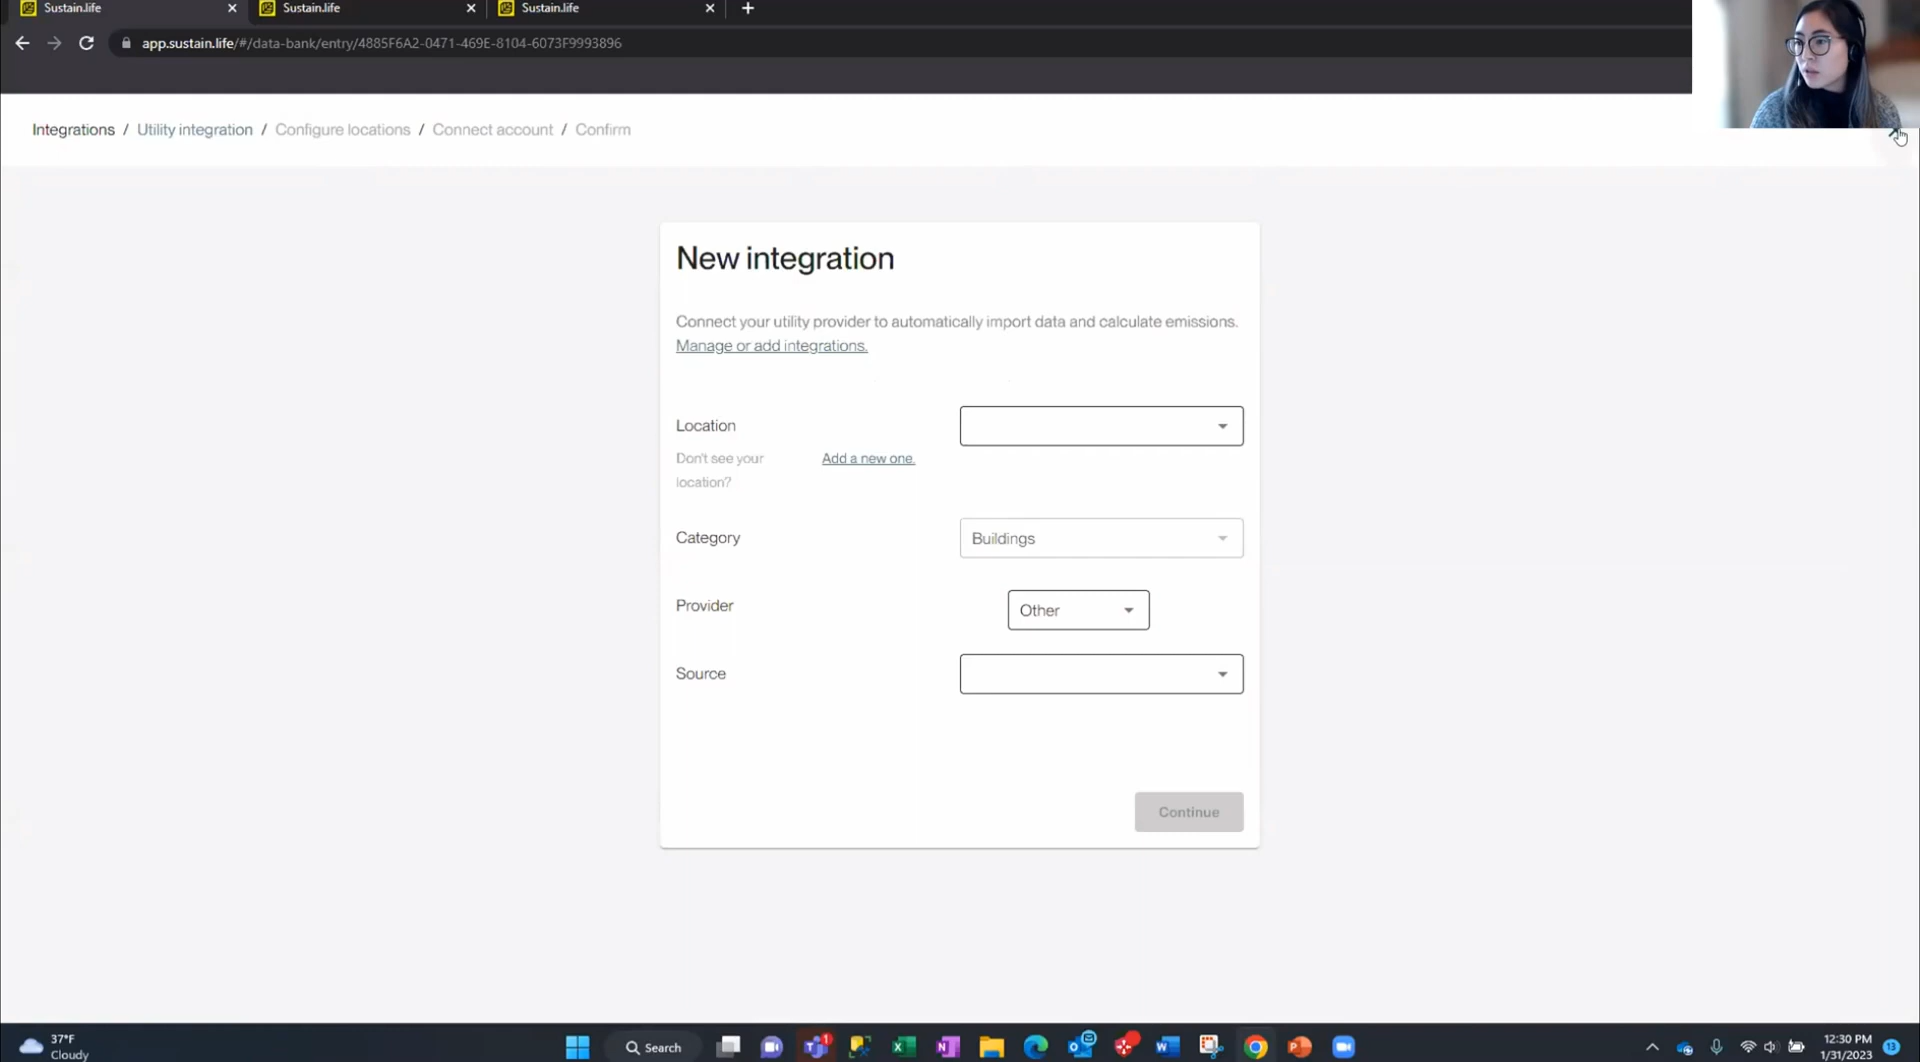 Sustain.life
Sustain.life
Sustain.life
app.sustain.life/#/data-bank/entry/4885F6A2-0471-469E-8104-6073F9993896
Integrations / Utility integration / Configure locations / Connect account / Confirm
New integration
Connect your utility provider to automatically import data and calculate emissions.
Manage or add integrations.
Location
Don't see your
location?
Add a new one.
Category
Buildings
Provider
Other
Source
Continue
37°F
Cloudy
Search
1
12:30 PM
1/31/2023
13